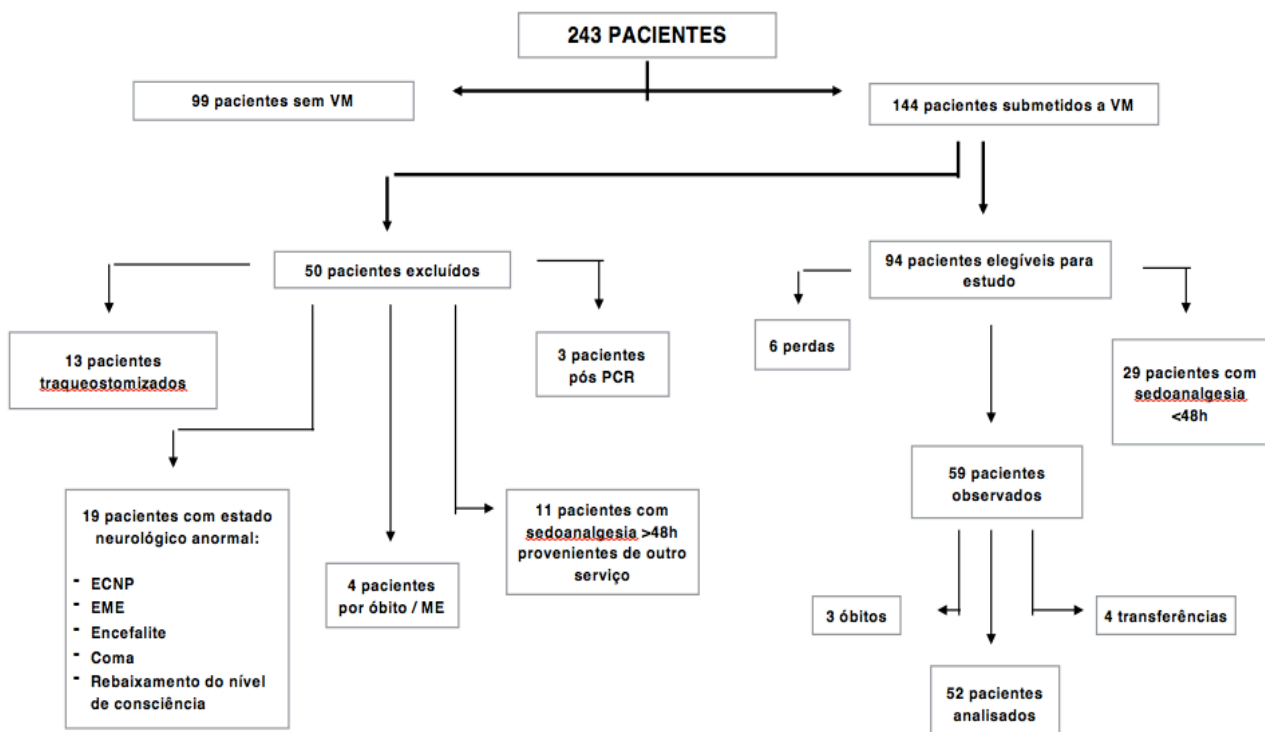 243 PACIENTES
99 pacientes sem VM
144 pacientes submetidos a VM
50 pacientes excluídos
94 pacientes elegíveis para
estudo
13 pacientes
traqueostomizados
3 pacientes
pós PCR
6 perdas
29 pacientes com
sedoanalgesia
<48h
19 pacientes com estado
neurológico anormal:
- ECNP
- EME
- Encefalite
- Coma
- Rebaixamento do nível
de consciência
4 pacientes
por óbito / ME
11 pacientes com
sedoanalgesia >48h
provenientes de outro
serviço
59 pacientes
observados
3 óbitos
4 transferências
52 pacientes
analisados